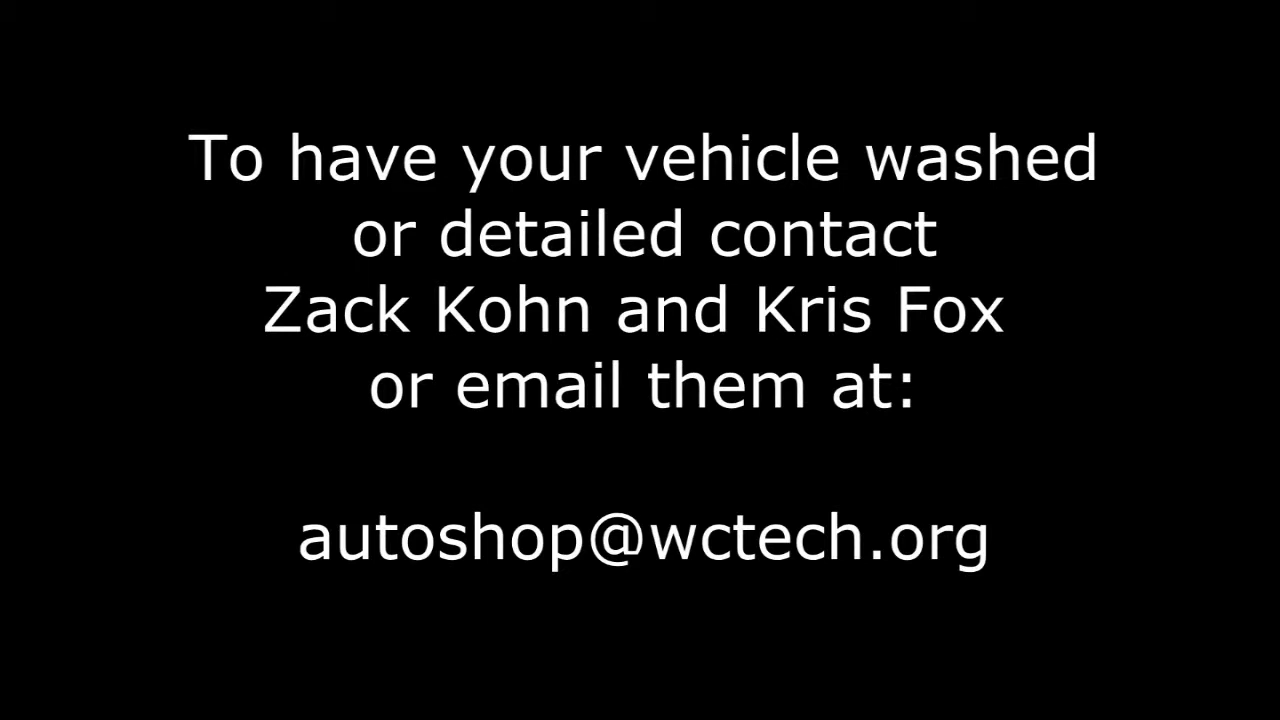 To have your vehicle washed
or detailed contact
Zack Kohn and Kris Fox
or email them at:
autoshop@wctech.org